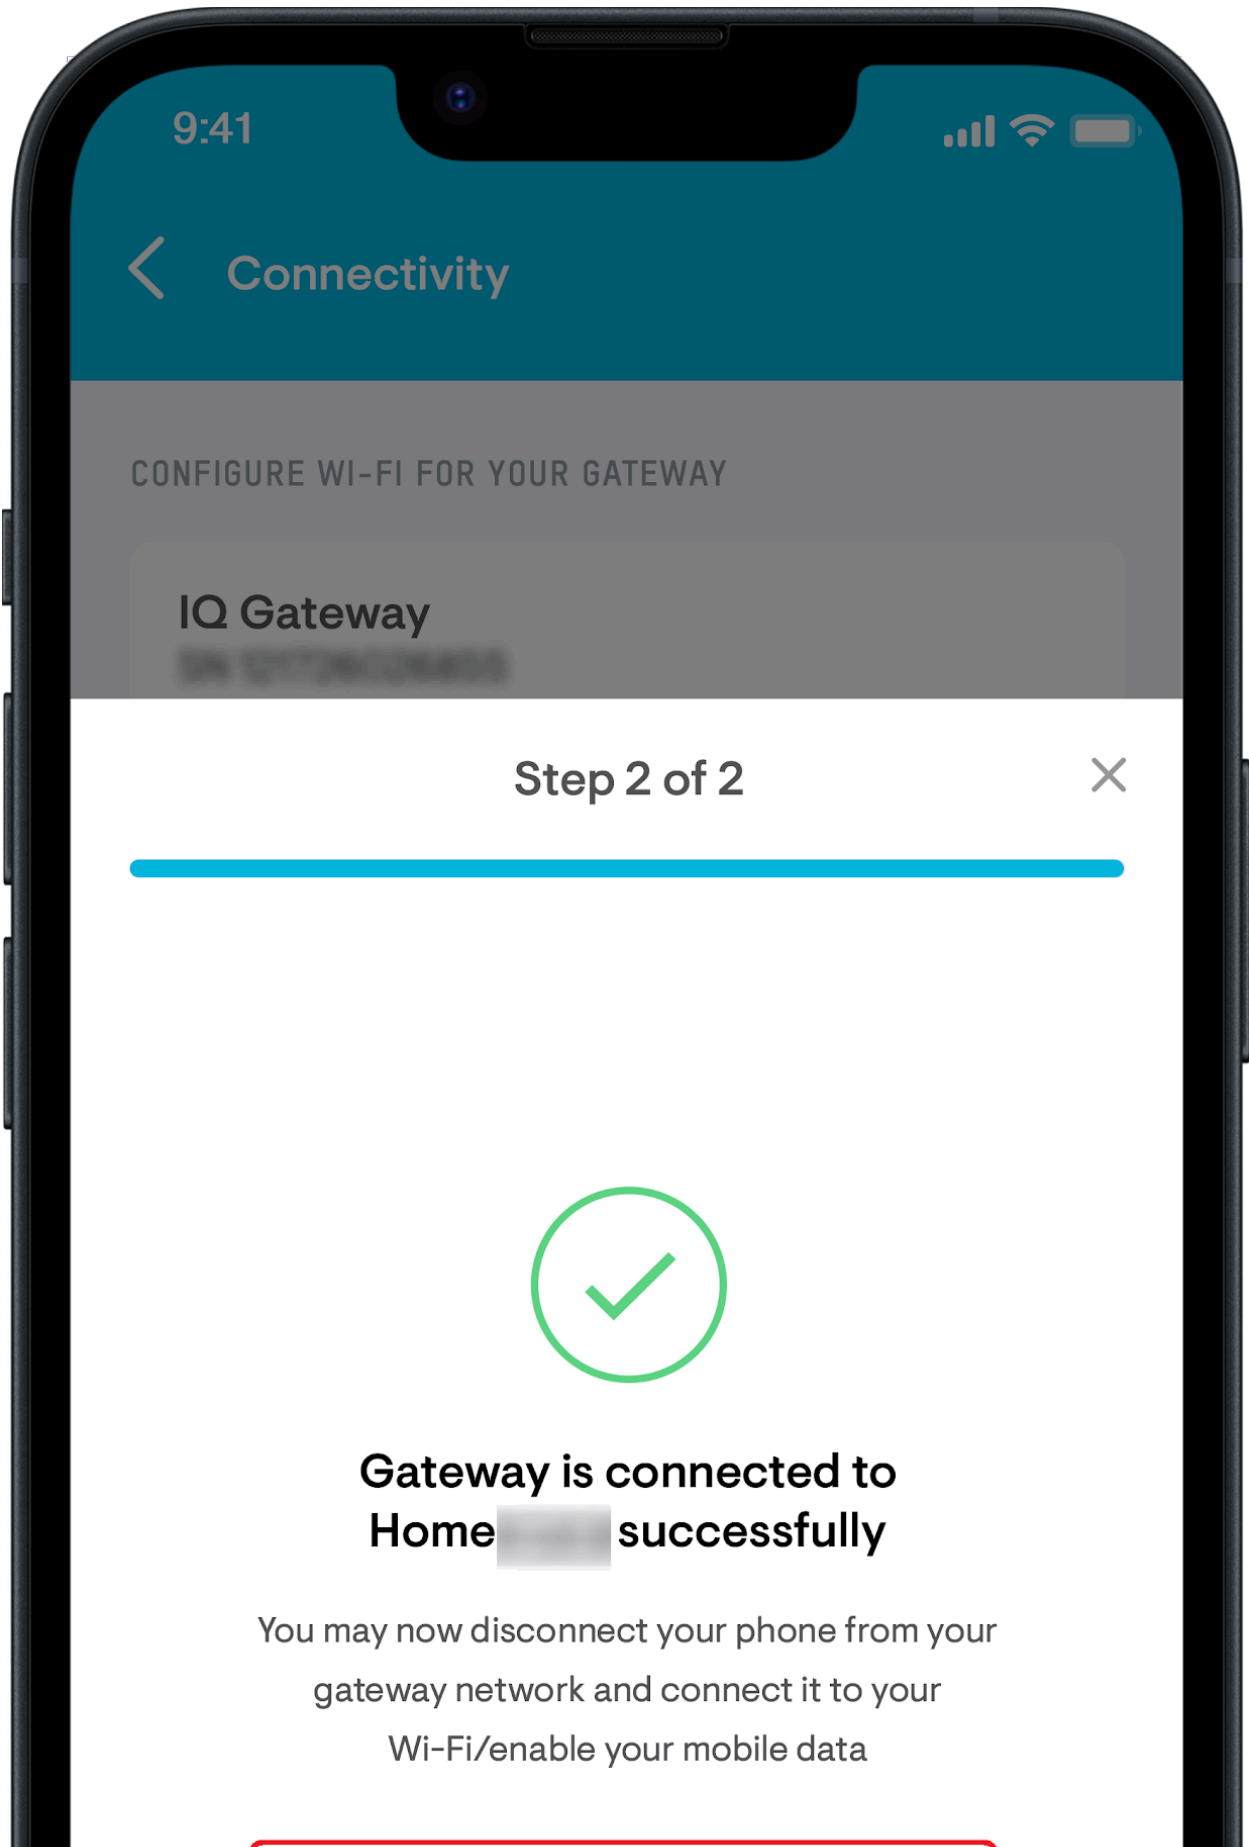 9:41
Connectivity
CONFIGURE WI-FI FOR YOUR GATEWAY
IQ Gateway
Step 2 of 2
Gateway is connected to
Home successfully
You may now disconnect your phone from your
gateway network and connect it to your
Wi-Fi/enable your mobile data